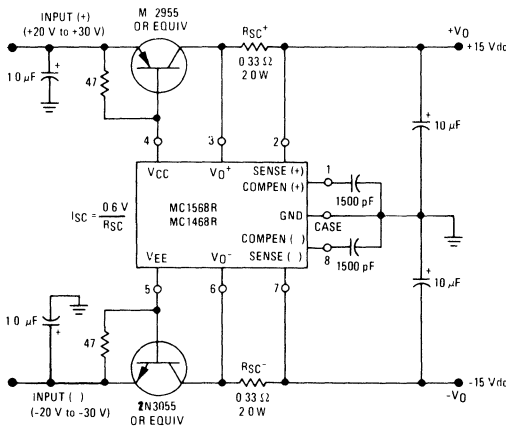 M 2955
OR EQUIV
INPUT (+)
(+20 V to +30 V)
RSC+
0 33 Ω
2 0 W
+VO
+15 Vdc
1 0 µF
+
47
10 µF
+
4
3
2
VCC
VO+
SENSE (+)
COMPEN (+)
1
1500 pF
ISC = 0 6 V
RSC
MC1568R
MC1468R
GND
CASE
COMPEN ( )
SENSE ( )
8
1500 pF
VEE
VO-
5
6
7
1 0 µF
+
47
+
10 µF
RSC-
0 33 Ω
2 0 W
-15 Vdc
-VO
INPUT ( )
(-20 V to -30 V)
2N3055
OR EQUIV